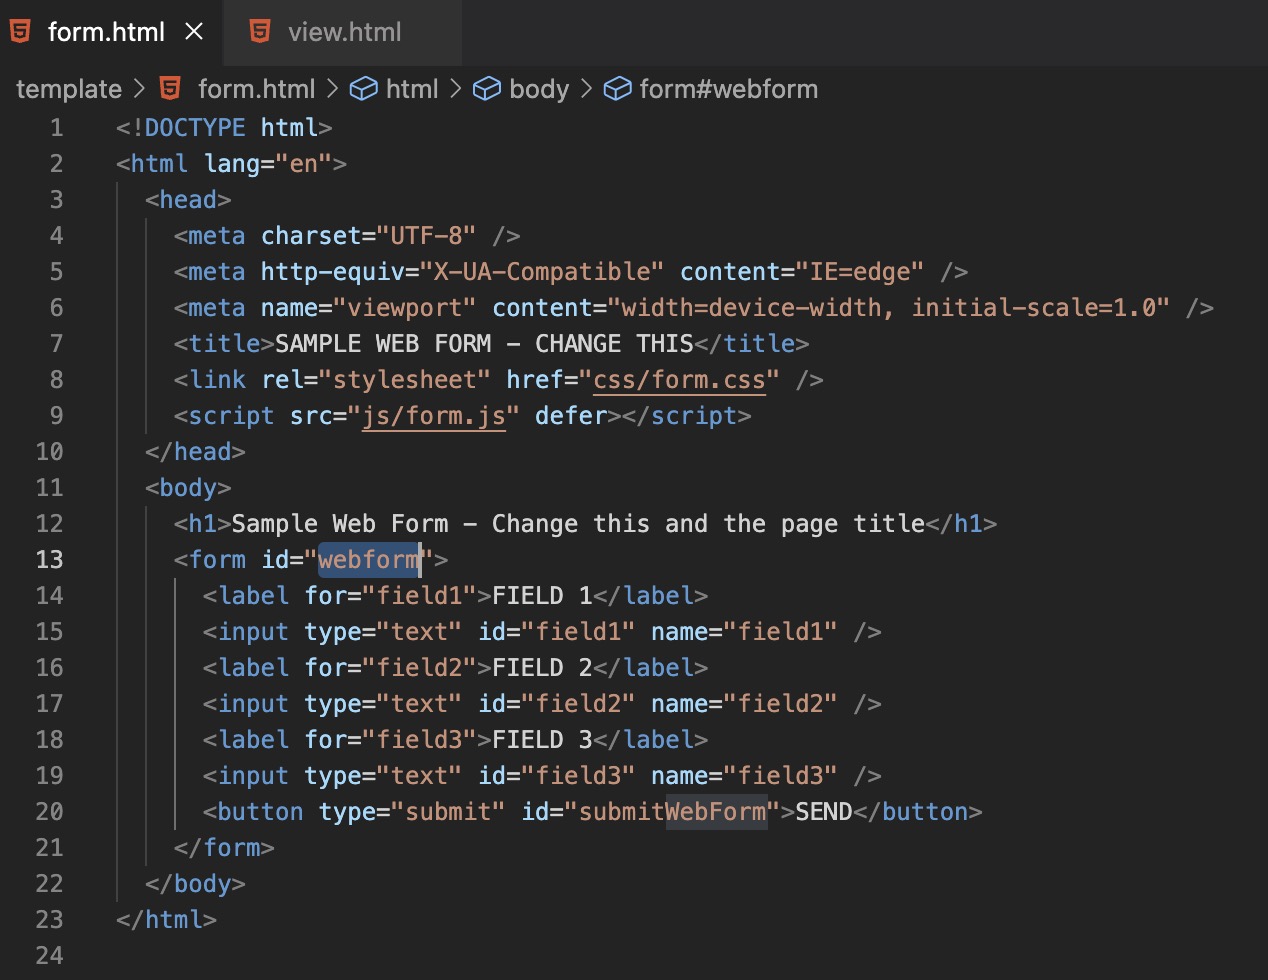 form.html × view.html
template > form.html > html > body > form#webform
1 <!DOCTYPE html>
2 <html lang="en">
3 <head>
4 <meta charset="UTF-8" />
5 <meta http-equiv="X-UA-Compatible" content="IE=edge" />
6 <meta name="viewport" content="width=device-width, initial-scale=1.0" />
7 <title>SAMPLE WEB FORM - CHANGE THIS</title>
8 <link rel="stylesheet" href="css/form.css" />
9 <script src="js/form.js" defer></script>
10 </head>
11 <body>
12 <h1>Sample Web Form - Change this and the page title</h1>
13 <form id="webform">
14 <label for="field1">FIELD 1</label>
15 <input type="text" id="field1" name="field1" />
16 <label for="field2">FIELD 2</label>
17 <input type="text" id="field2" name="field2" />
18 <label for="field3">FIELD 3</label>
19 <input type="text" id="field3" name="field3" />
20 <button type="submit" id="submitWebForm">SEND</button>
21 </form>
22 </body>
23 </html>
24